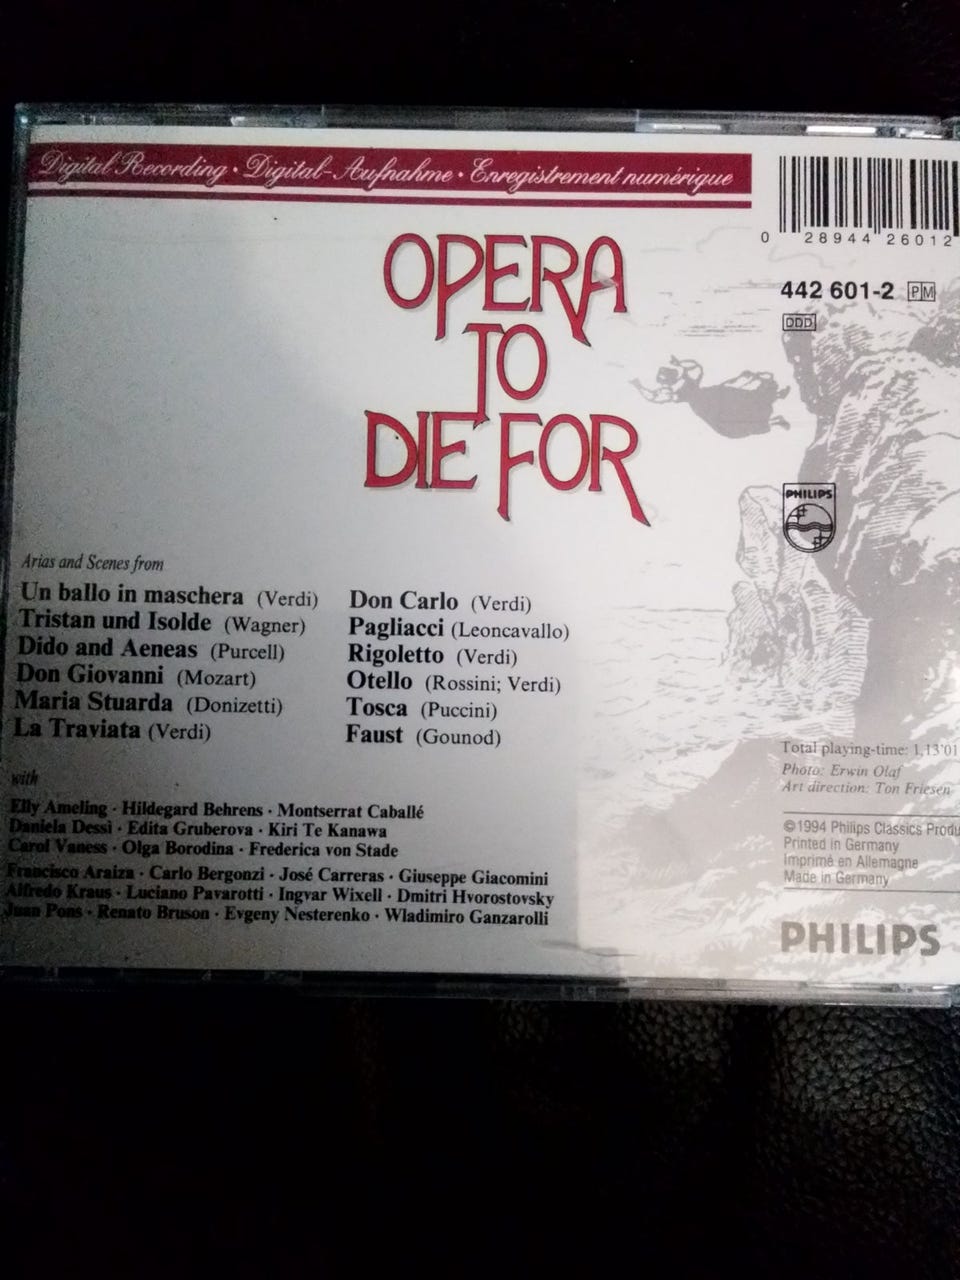 Digital Recording · Digital-Aufnahme · Enregistrement numérique
0 28944 26012
442 601-2 PM
DDD
OPERA
TO
DIE FOR
PHILIPS
Arias and Scenes from
Un ballo in maschera (Verdi)
Tristan und Isolde (Wagner)
Dido and Aeneas (Purcell)
Don Giovanni (Mozart)
Maria Stuarda (Donizetti)
La Traviata (Verdi)
Don Carlo (Verdi)
Pagliacci (Leoncavallo)
Rigoletto (Verdi)
Otello (Rossini; Verdi)
Tosca (Puccini)
Faust (Gounod)
with
Elly Ameling · Hildegard Behrens · Montserrat Caballé
Daniela Dessì · Edita Gruberova · Kiri Te Kanawa
Carol Vaness · Olga Borodina · Frederica von Stade
Francisco Araiza · Carlo Bergonzi · José Carreras · Giuseppe Giacomini
Alfredo Kraus · Luciano Pavarotti · Ingvar Wixell · Dmitri Hvorostovsky
Juan Pons · Renato Bruson · Evgeny Nesterenko · Wladimiro Ganzarolli
Total playing-time: 1,13'01
Photo: Erwin Olaf
Art direction: Ton Friesen
©1994 Philips Classics Produ
Printed in Germany
Imprimé en Allemagne
Made in Germany
PHILIPS